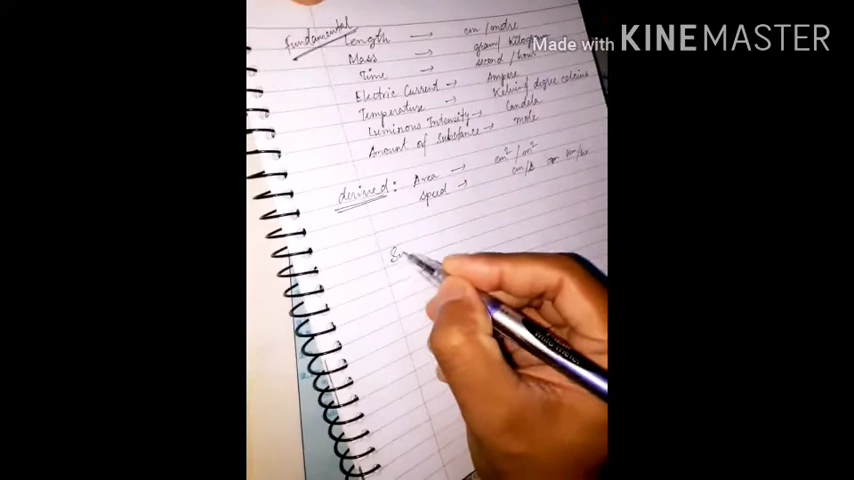 Made with KINEMASTER
Fundamental
Length → cm/metre
Mass → gram/kilogram
Time → second/hour
Electric Current → Ampere
Temperature → Kelvin/degree celcius
Luminous Intensity → Candela
Amount of Substance → mole
derived: Area → cm²/m²
Speed → cm/s or km/hr